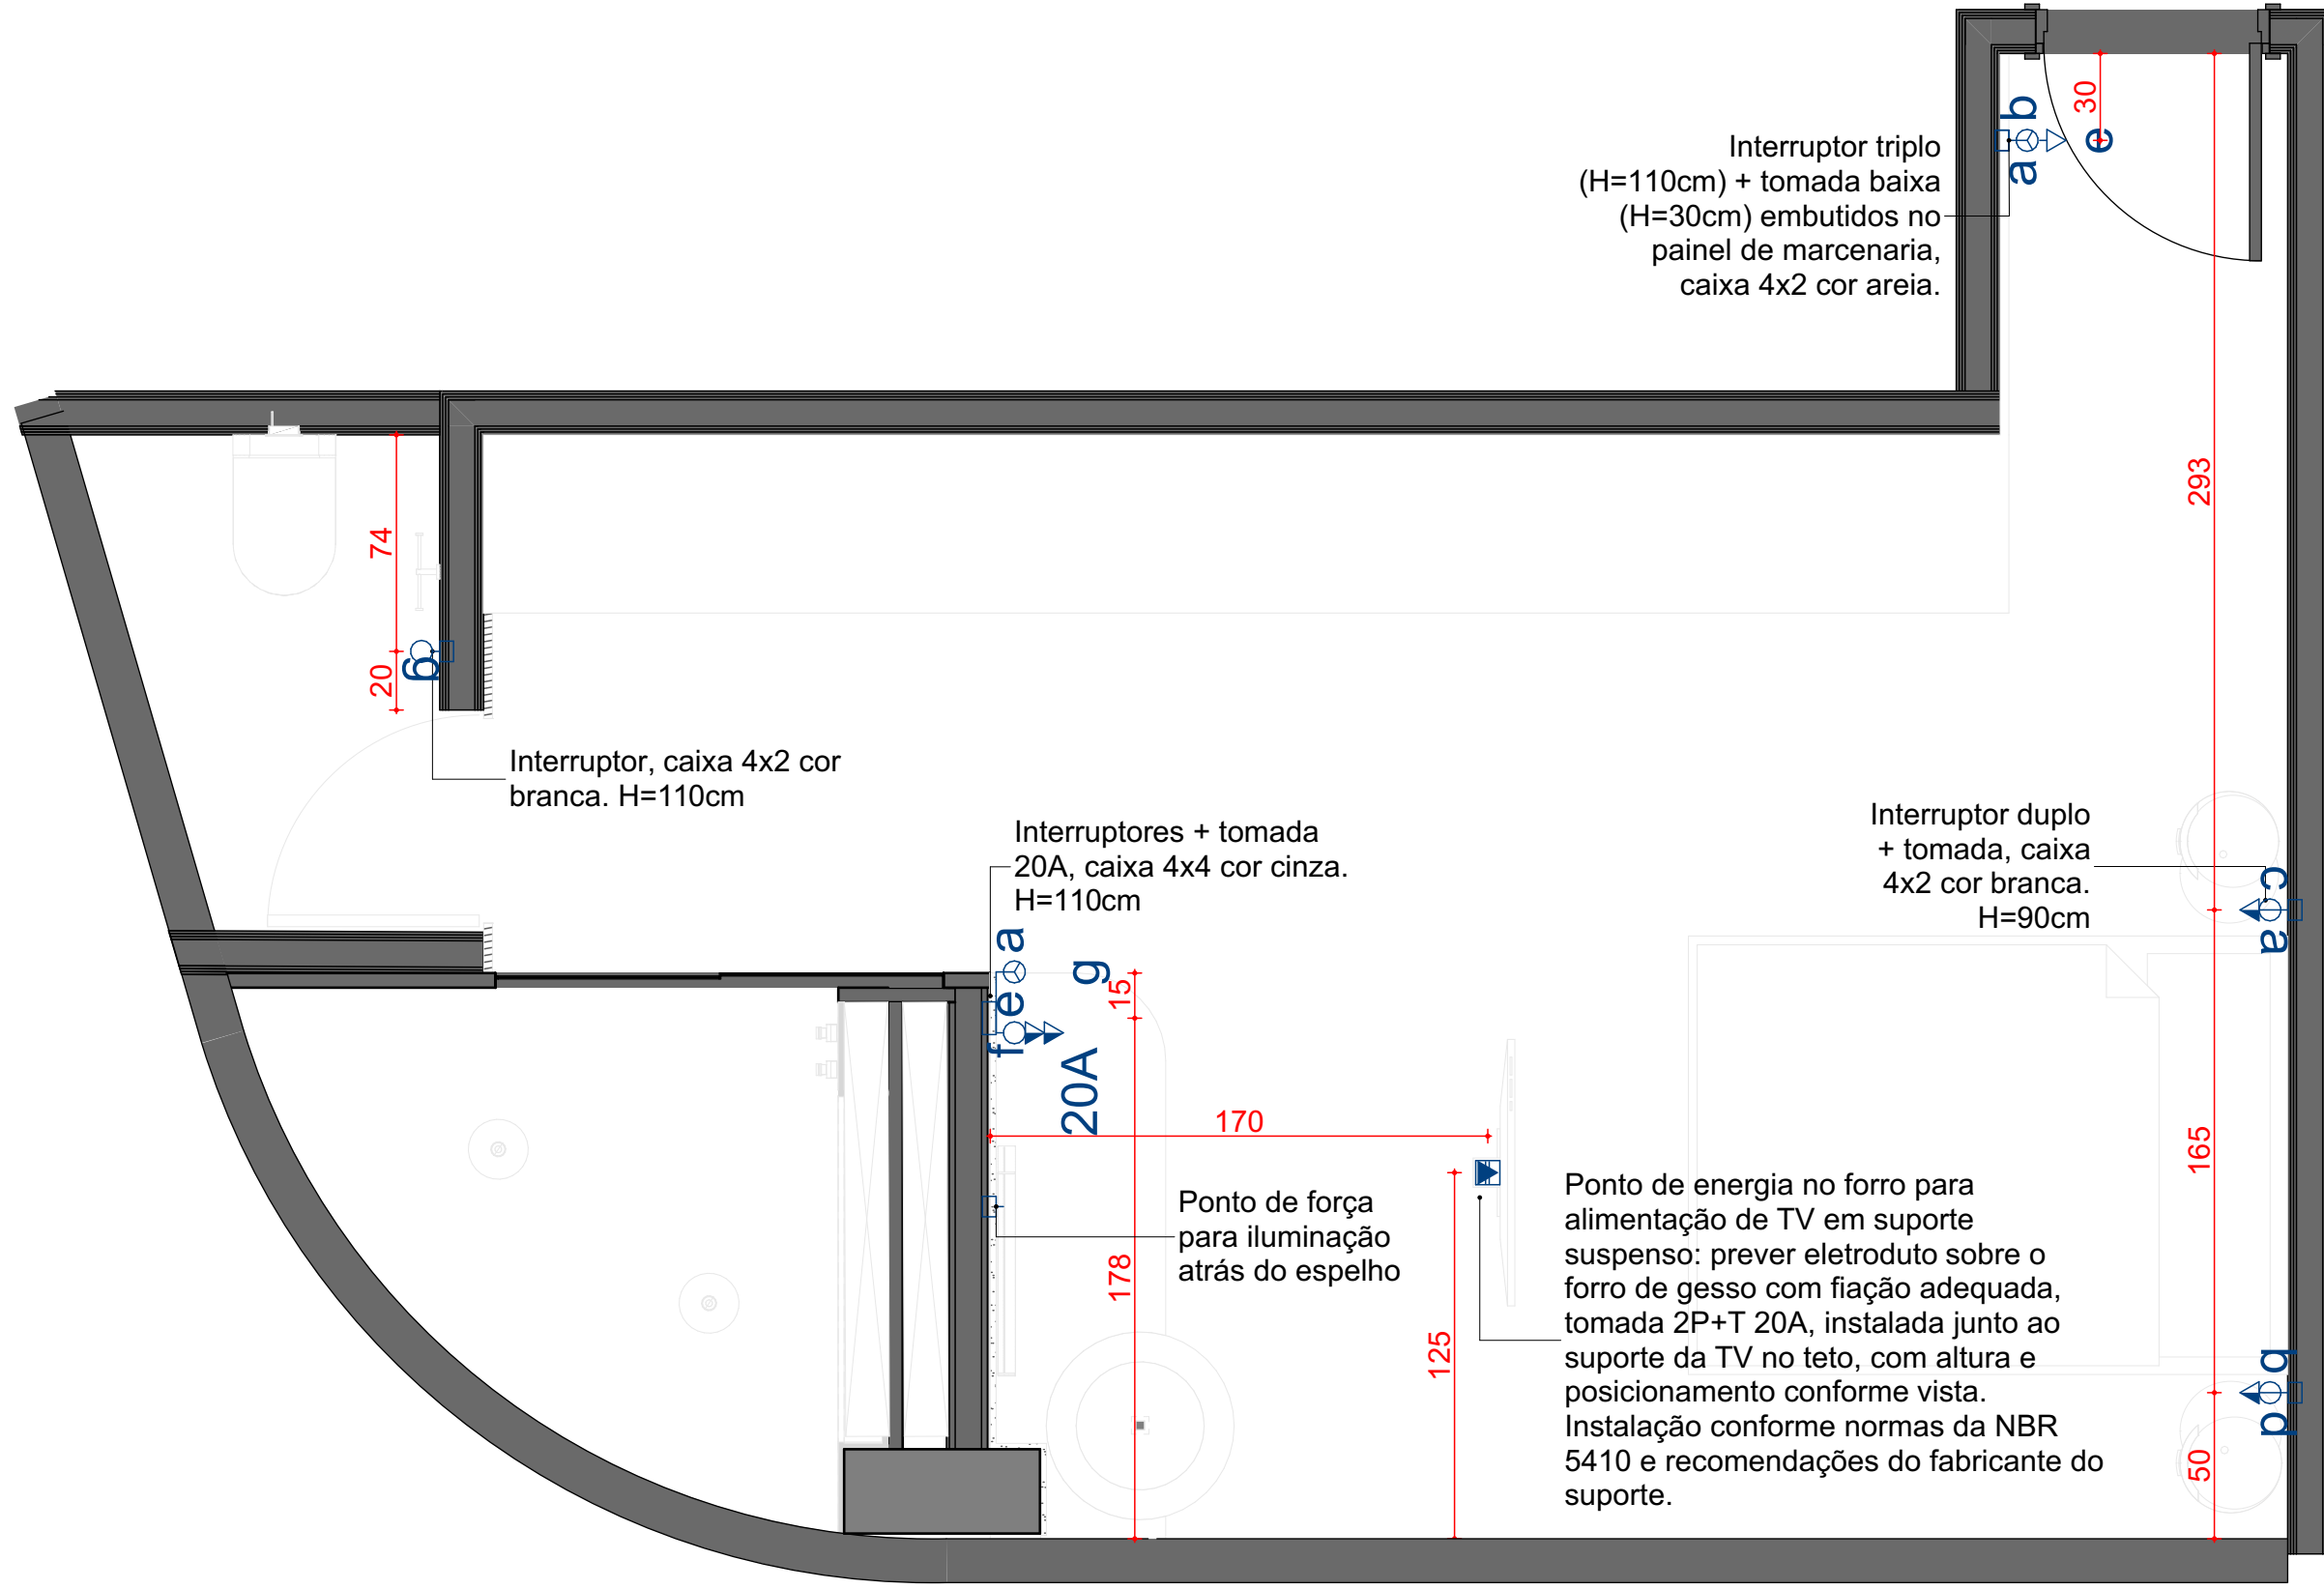 30
b
a
e
Interruptor triplo
(H=110cm) + tomada baixa
(H=30cm) embutidos no
painel de marcenaria,
caixa 4x2 cor areia.
293
74
20
g
Interruptor, caixa 4x2 cor
branca. H=110cm
Interruptores + tomada
20A, caixa 4x4 cor cinza.
H=110cm
Interruptor duplo
+ tomada, caixa
4x2 cor branca.
H=90cm
c
a
a
g
e
f
15
20A
170
165
Ponto de força
para iluminação
atrás do espelho
178
125
Ponto de energia no forro para
alimentação de TV em suporte
suspenso: prever eletroduto sobre o
forro de gesso com fiação adequada,
tomada 2P+T 20A, instalada junto ao
suporte da TV no teto, com altura e
posicionamento conforme vista.
Instalação conforme normas da NBR
5410 e recomendações do fabricante do
suporte.
b
d
50